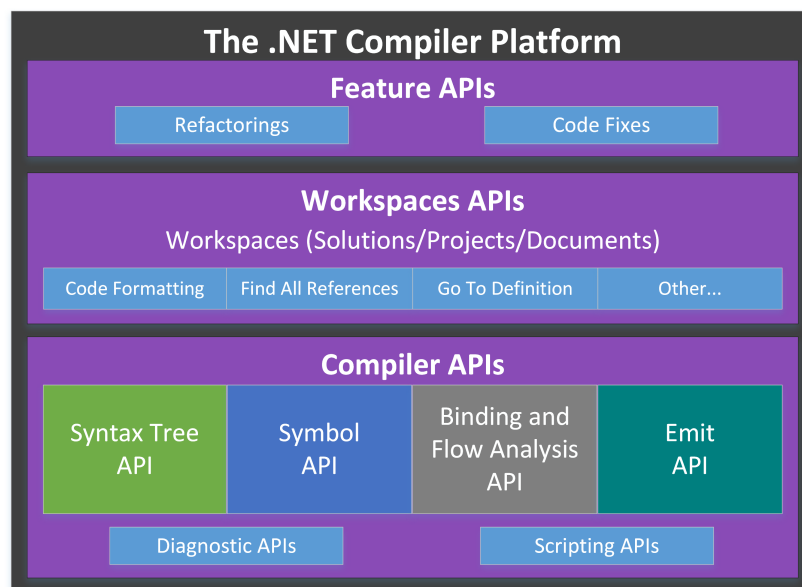 The .NET Compiler Platform
Feature APIs
Refactorings
Code Fixes
Workspaces APIs
Workspaces (Solutions/Projects/Documents)
Code Formatting
Find All References
Go To Definition
Other...
Compiler APIs
Syntax Tree
API
Symbol
API
Binding and
Flow Analysis
API
Emit
API
Diagnostic APIs
Scripting APIs